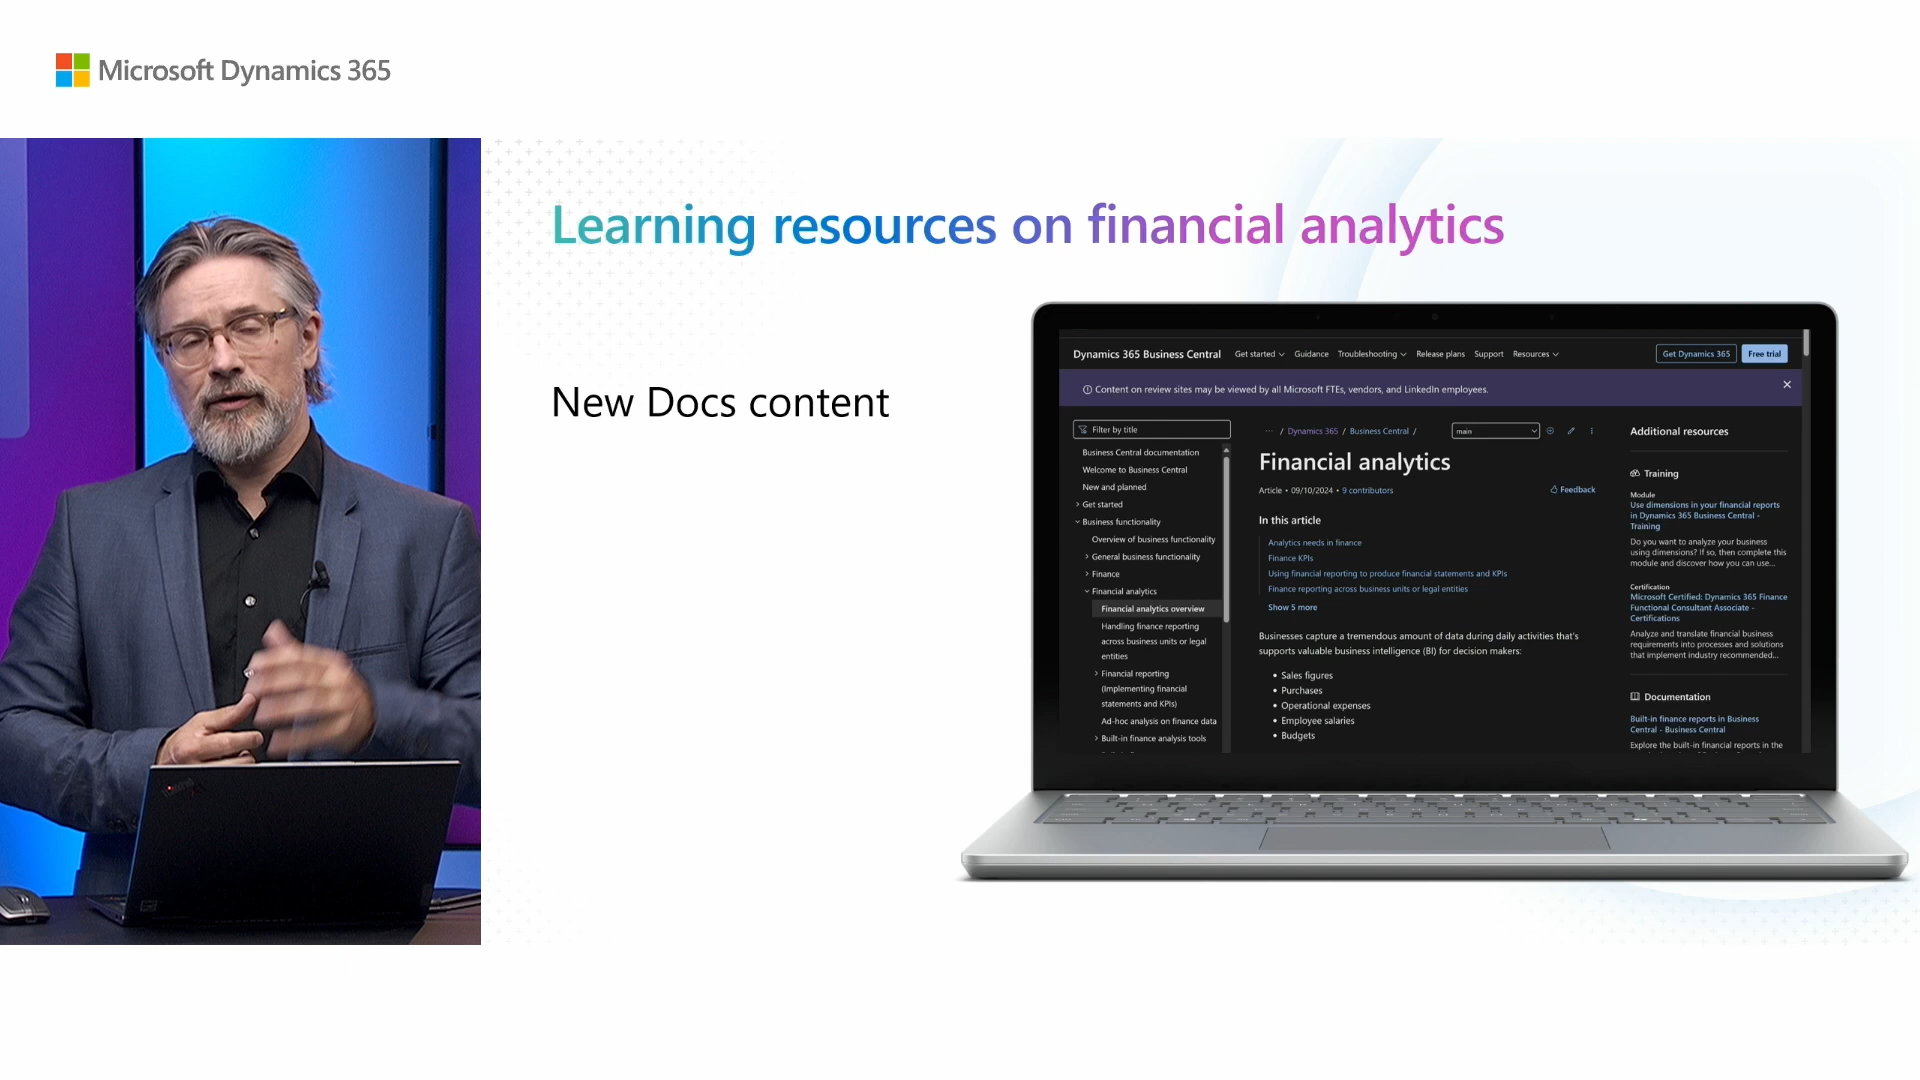 Microsoft Dynamics 365
Learning resources on financial analytics
New Docs content
Dynamics 365 Business Central
Get started
Guidance
Troubleshooting
Release plans
Support
Resources
Get Dynamics 365
Free trial
Content on review sites may be viewed by all Microsoft FTEs, vendors, and LinkedIn employees.
Filter by title
Business Central documentation
Welcome to Business Central
New and planned
Get started
Business functionality
Overview of business functionality
General business functionality
Finance
Financial analytics
Financial analytics overview
Handling finance reporting
across business units or legal
entities
Financial reporting
(Implementing financial
statements and KPIs)
Ad-hoc analysis on finance data
Built-in finance analysis tools
··· / Dynamics 365 / Business Central /
main
Financial analytics
Article • 09/10/2024 • 9 contributors
Feedback
In this article
Analytics needs in finance
Finance KPIs
Using financial reporting to produce financial statements and KPIs
Finance reporting across business units or legal entities
Show 5 more
Businesses capture a tremendous amount of data during daily activities that's
supports valuable business intelligence (BI) for decision makers:
• Sales figures
• Purchases
• Operational expenses
• Employee salaries
• Budgets
Additional resources
Training
Module
Use dimensions in your financial reports
in Dynamics 365 Business Central -
Training
Do you want to analyze your business
using dimensions? If so, then complete this
module and discover how you can use...
Certification
Microsoft Certified: Dynamics 365 Finance
Functional Consultant Associate -
Certifications
Analyze and translate financial business
requirements into processes and solutions
that implement industry recommended...
Documentation
Built-in finance reports in Business
Central - Business Central
Explore the built-in financial reports in the